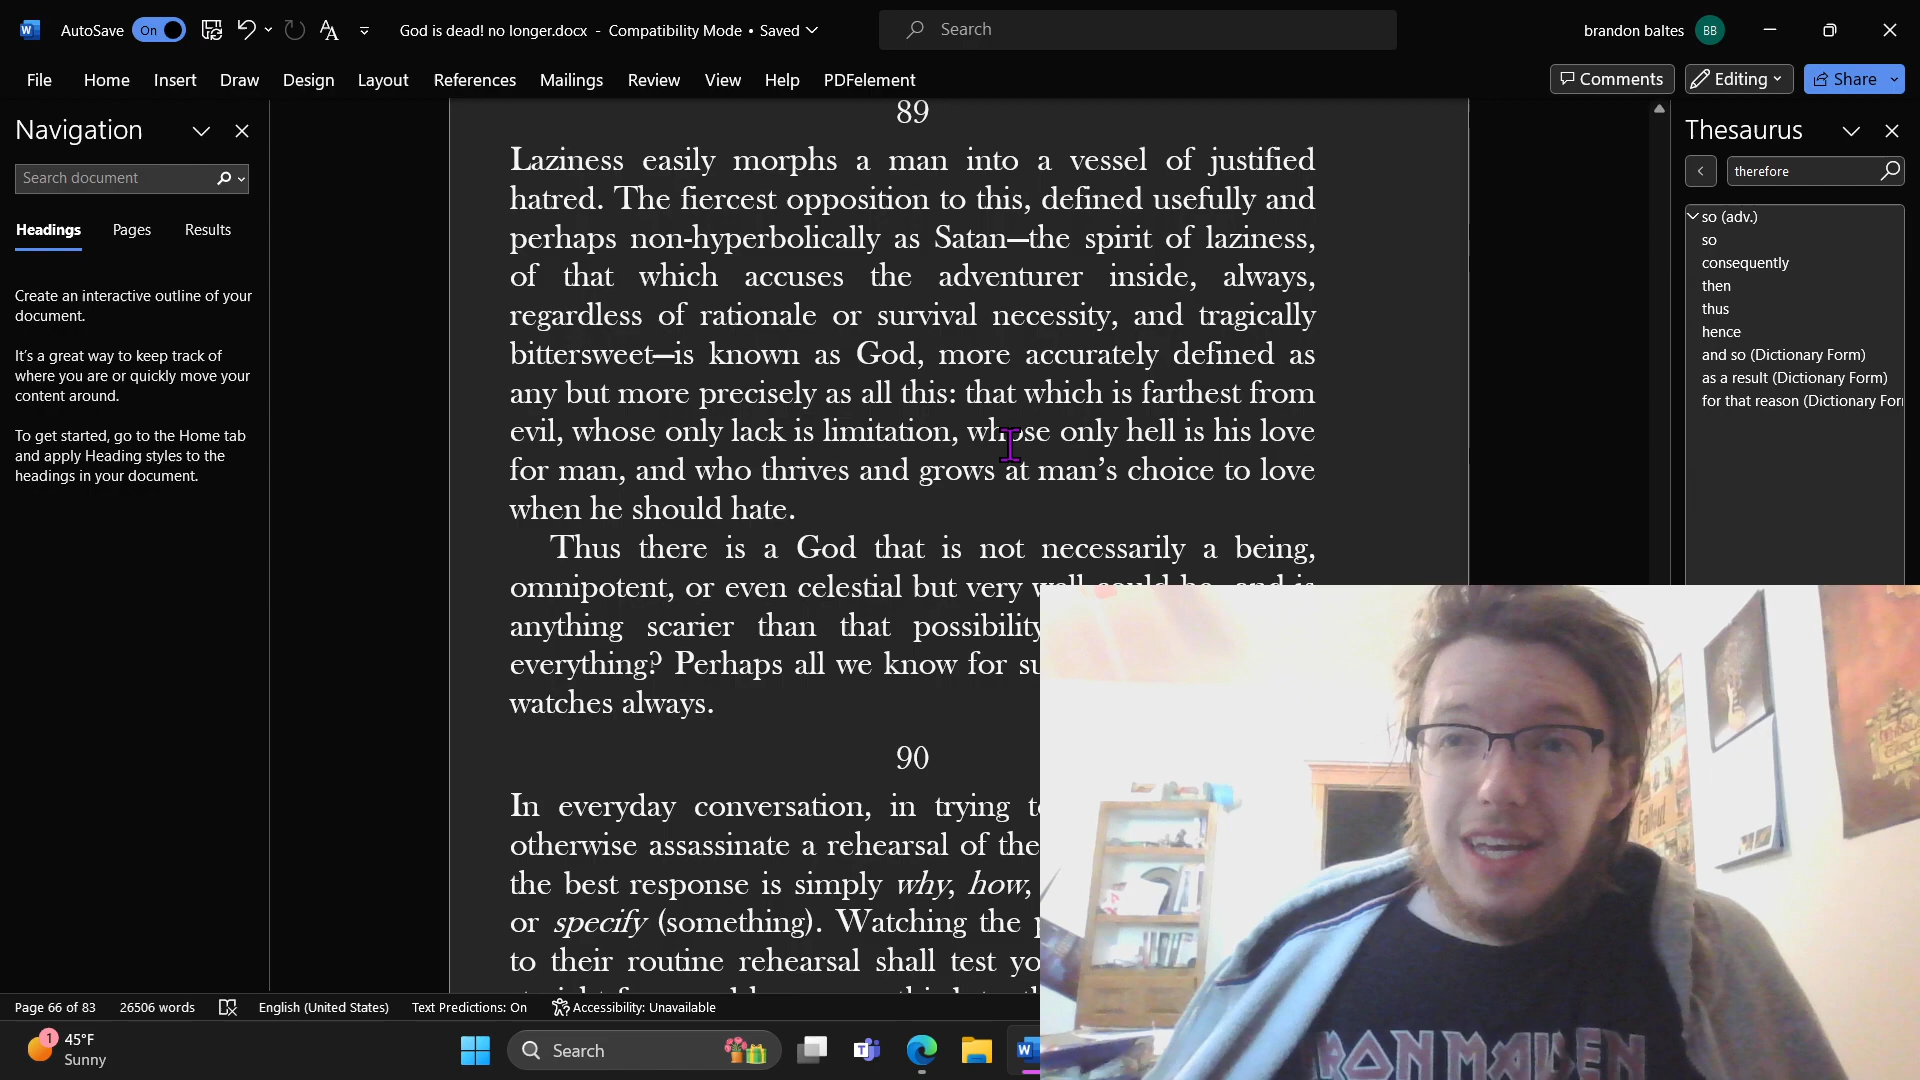 AutoSave
On
God is dead! no longer.docx - Compatibility Mode • Saved
Search
brandon baltes
BB
File
Home
Insert
Draw
Design
Layout
References
Mailings
Review
View
Help
PDFelement
Comments
Editing
Share
Navigation
Search document
Headings
Pages
Results
Create an interactive outline of your
document.
It's a great way to keep track of
where you are or quickly move your
content around.
To get started, go to the Home tab
and apply Heading styles to the
headings in your document.
89
Laziness easily morphs a man into a vessel of justified
hatred. The fiercest opposition to this, defined usefully and
perhaps non-hyperbolically as Satan—the spirit of laziness,
of that which accuses the adventurer inside, always,
regardless of rationale or survival necessity, and tragically
bittersweet—is known as God, more accurately defined as
any but more precisely as all this: that which is farthest from
evil, whose only lack is limitation, whose only hell is his love
for man, and who thrives and grows at man's choice to love
when he should hate.
Thus there is a God that is not necessarily a being,
omnipotent, or even celestial but very well could be, and is
anything scarier than that possibility
everything? Perhaps all we know for su
watches always.
90
In everyday conversation, in trying to
otherwise assassinate a rehearsal of the
the best response is simply why, how,
or specify (something). Watching the p
to their routine rehearsal shall test yo
Thesaurus
therefore
so (adv.)
so
consequently
then
thus
hence
and so (Dictionary Form)
as a result (Dictionary Form)
for that reason (Dictionary For
Fallout
IRON MAIDEN
Page 66 of 83
26506 words
English (United States)
Text Predictions: On
Accessibility: Unavailable
1
45°F
Sunny
Search